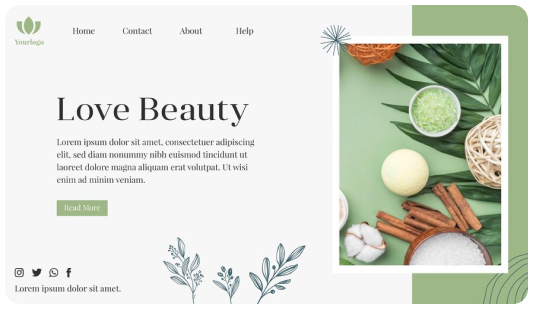 Yourlogo
Home Contact About Help
Love Beauty
Lorem ipsum dolor sit amet, consectetuer adipiscing
elit, sed diam nonummy nibh euismod tincidunt ut
laoreet dolore magna aliquam erat volutpat. Ut wisi
enim ad minim veniam.
Read More
Lorem ipsum dolor sit amet.